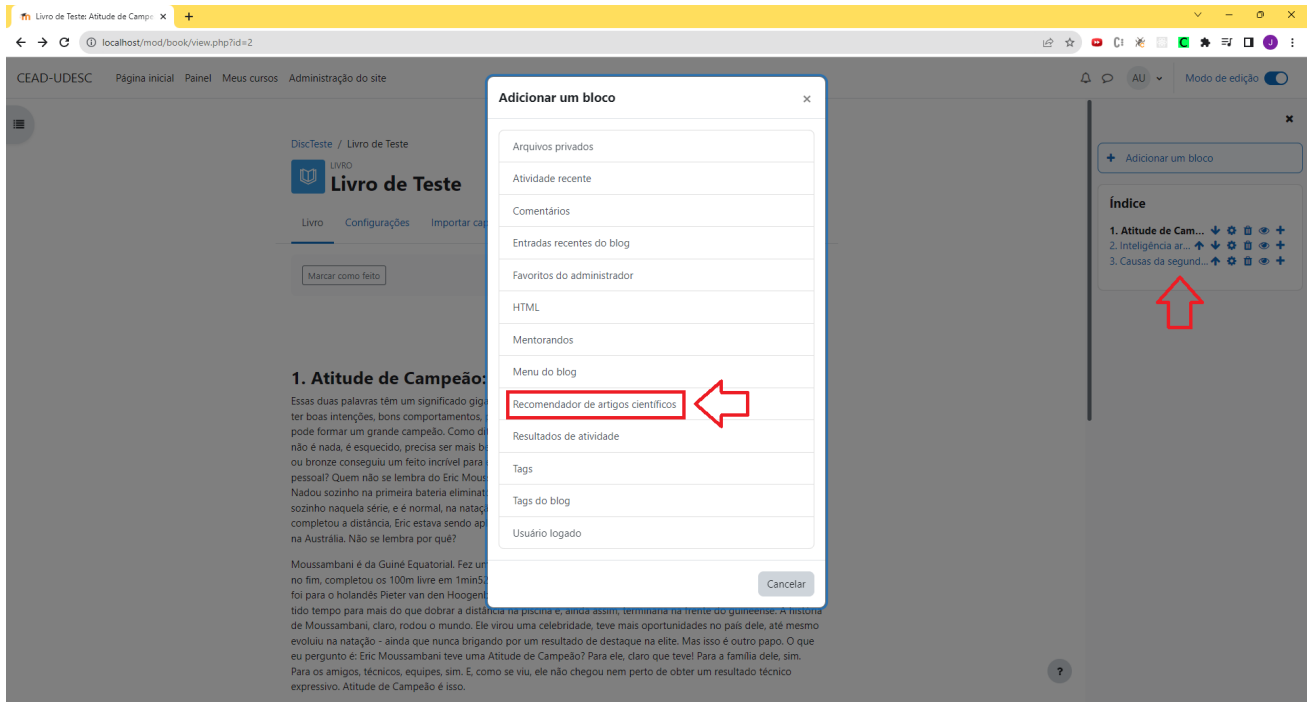 Livro de Teste: Atitude de Campe
localhost/mod/book/view.php?id=2
CEAD-UDESC Página inicial Painel Meus cursos Administração do site
AU Modo de edição
DiscTeste / Livro de Teste
LIVRO
Livro de Teste
Livro Configurações Importar cap
Marcar como feito
1. Atitude de Campeão:
Essas duas palavras têm um significado giga
ter boas intenções, bons comportamentos,
pode formar um grande campeão. Como di
não é nada, é esquecido, precisa ser mais b
ou bronze conseguiu um feito incrível para
pessoal? Quem não se lembra do Eric Mous
Nadou sozinho na primeira bateria eliminat
sozinho naquela série, e é normal, na nataç
completou a distância, Eric estava sendo ap
na Austrália. Não se lembra por quê?
Moussambani é da Guiné Equatorial. Fez un
no fim, completou os 100m livre em 1min52
foi para o holandês Pieter van den Hoogen
tido tempo para mais do que dobrar a distância na piscina e, ainda assim, terminaria na frente do guineense. A história
de Moussambani, claro, rodou o mundo. Ele virou uma celebridade, teve mais oportunidades no país dele, até mesmo
evoluiu na natação - ainda que nunca brigando por um resultado de destaque na elite. Mas isso é outro papo. O que
eu pergunto é: Eric Moussambani teve uma Atitude de Campeão? Para ele, claro que teve! Para a família dele, sim.
Para os amigos, técnicos, equipes, sim. E, como se viu, ele não chegou nem perto de obter um resultado técnico
expressivo. Atitude de Campeão é isso.
Adicionar um bloco
Arquivos privados
Atividade recente
Comentários
Entradas recentes do blog
Favoritos do administrador
HTML
Mentorandos
Menu do blog
Recomendador de artigos científicos
Resultados de atividade
Tags
Tags do blog
Usuário logado
Cancelar
Adicionar um bloco
Índice
1. Atitude de Cam...
2. Inteligência ar...
3. Causas da segund...
?